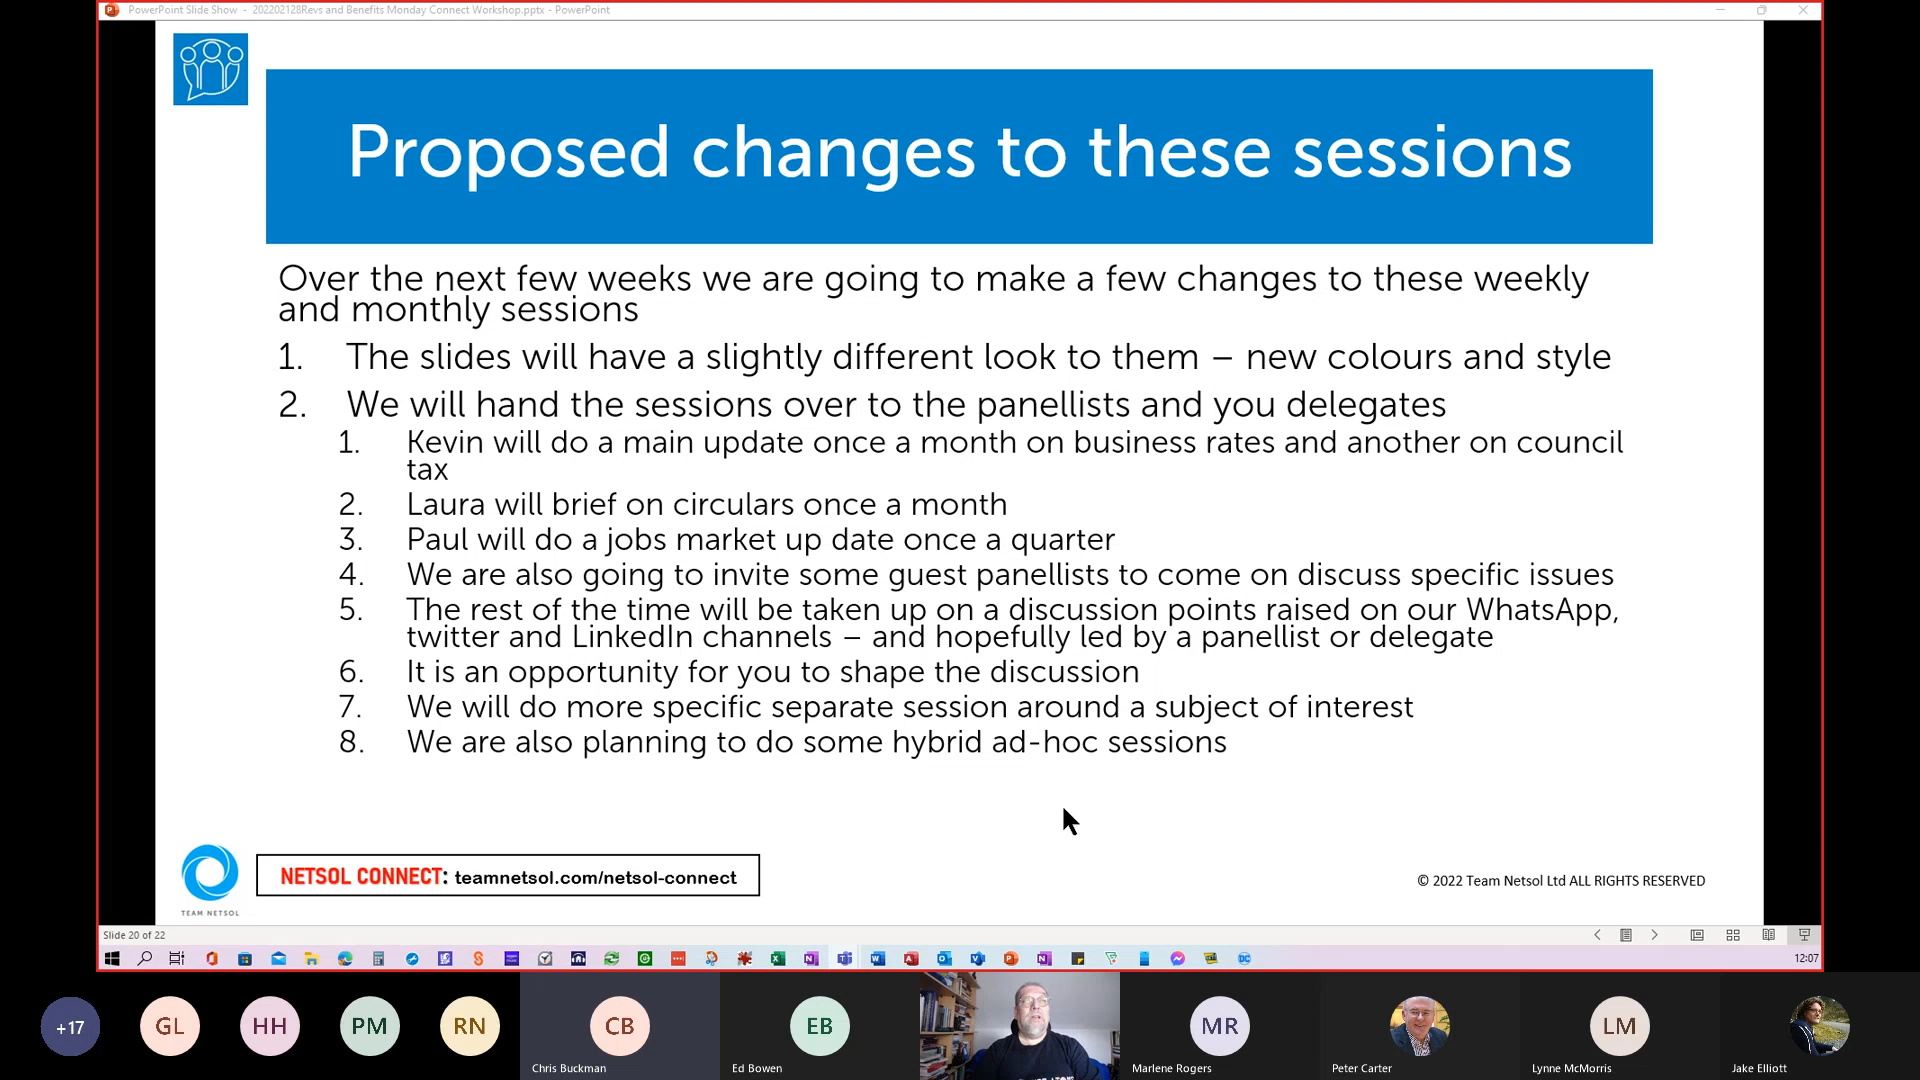 PowerPoint Slide Show - 202202128Revs and Benefits Monday Connect Workshop.pptx - PowerPoint
Proposed changes to these sessions
Over the next few weeks we are going to make a few changes to these weekly
and monthly sessions
1. The slides will have a slightly different look to them – new colours and style
2. We will hand the sessions over to the panellists and you delegates
1. Kevin will do a main update once a month on business rates and another on council
tax
2. Laura will brief on circulars once a month
3. Paul will do a jobs market up date once a quarter
4. We are also going to invite some guest panellists to come on discuss specific issues
5. The rest of the time will be taken up on a discussion points raised on our WhatsApp,
twitter and LinkedIn channels – and hopefully led by a panellist or delegate
6. It is an opportunity for you to shape the discussion
7. We will do more specific separate session around a subject of interest
8. We are also planning to do some hybrid ad-hoc sessions
TEAM NETSOL
NETSOL CONNECT: teamnetsol.com/netsol-connect
© 2022 Team Netsol Ltd ALL RIGHTS RESERVED
Slide 20 of 22
12:07
+17 GL HH PM RN CB EB MR LM
Chris Buckman Ed Bowen Marlene Rogers Peter Carter Lynne McMorris Jake Elliott